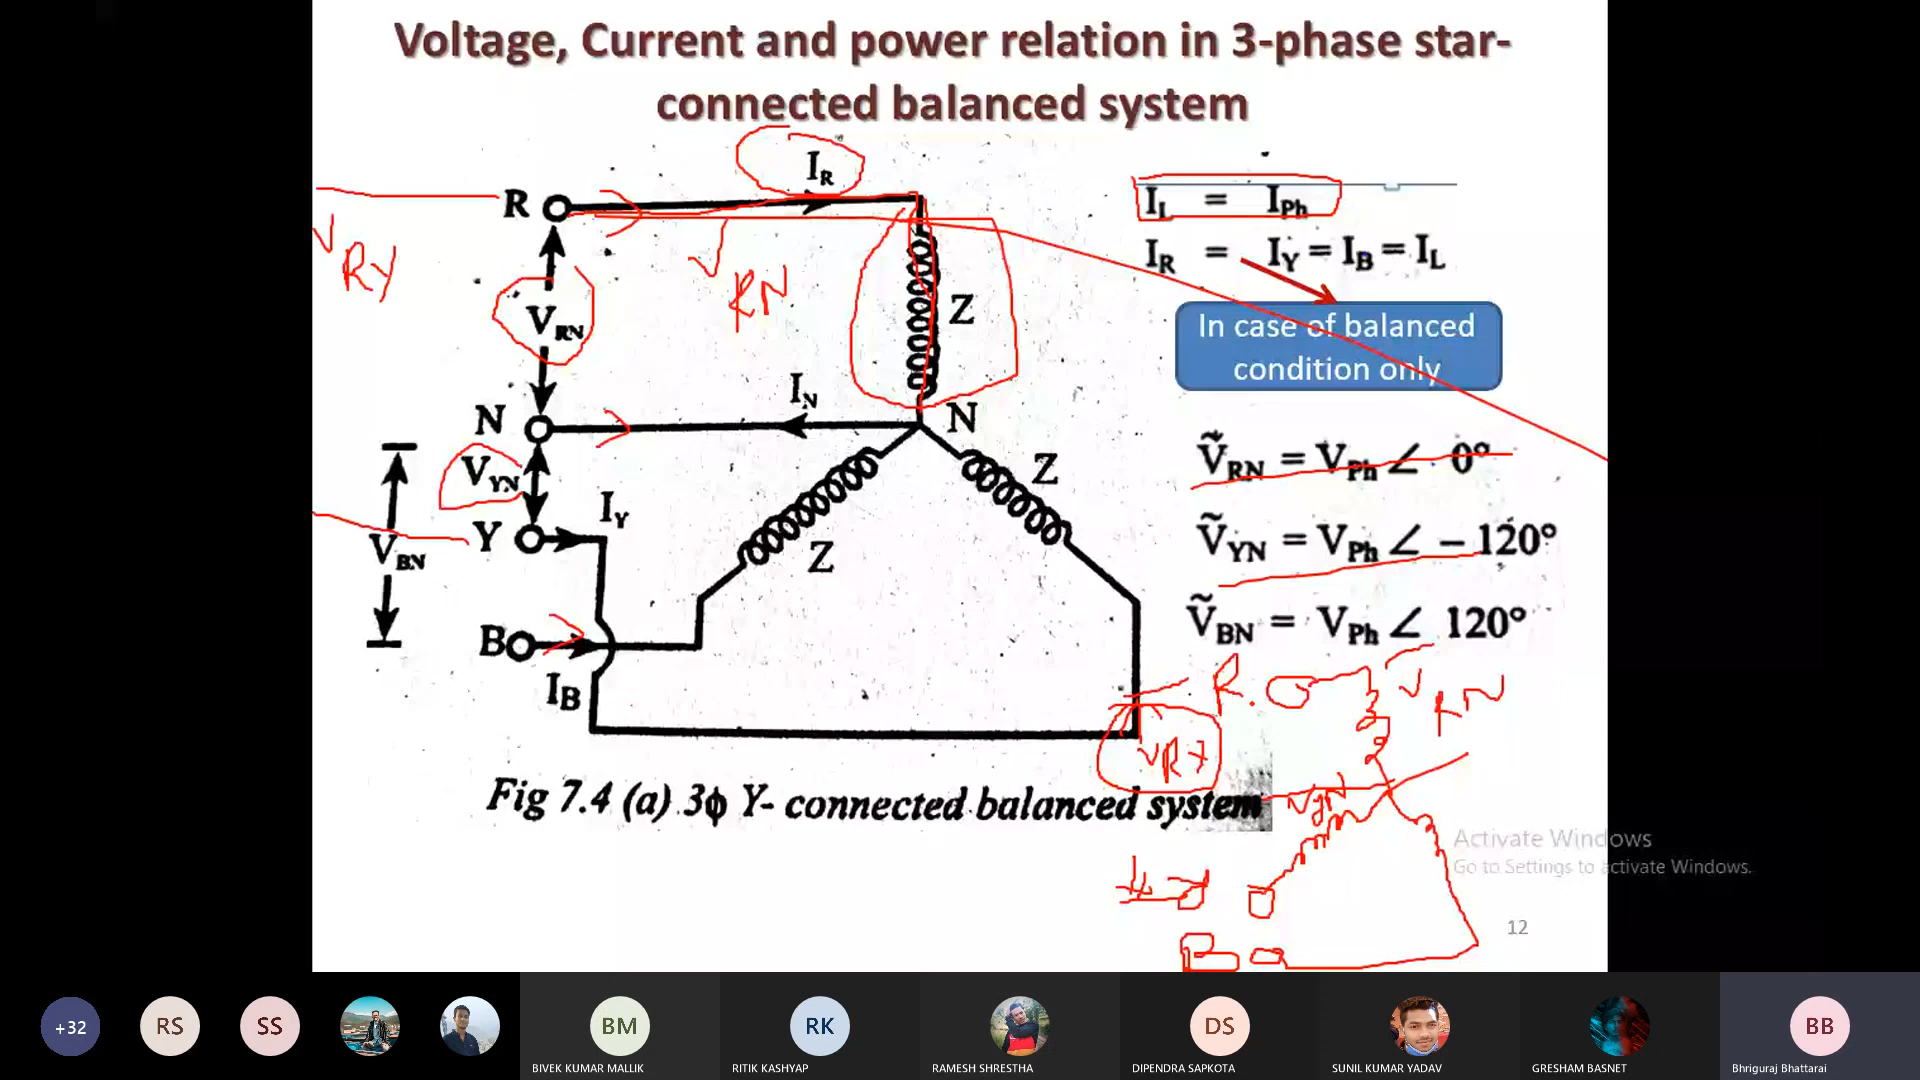 Voltage, Current and power relation in 3-phase star-
connected balanced system
I_R
R
V_RY
V_RN
V_RN
Z
I_L = I_Ph
I_R = I_Y = I_B = I_L
In case of balanced
condition only
I_N
N
N
V_YN
Z
I_Y
Y
V_BN
Z
B
I_B
Ṽ_RN = V_Ph ∠ 0°
Ṽ_YN = V_Ph ∠ – 120°
Ṽ_BN = V_Ph ∠ 120°
R.
V_RN
V_RY
V_YN
B
Fig 7.4 (a) 3ϕ Y- connected balanced system
Activate Windows
Go to Settings to activate Windows.
12
+32
RS
SS
BM
RK
DS
BB
BIVEK KUMAR MALLIK
RITIK KASHYAP
RAMESH SHRESTHA
DIPENDRA SAPKOTA
SUNIL KUMAR YADAV
GRESHAM BASNET
Bhriguraj Bhattarai